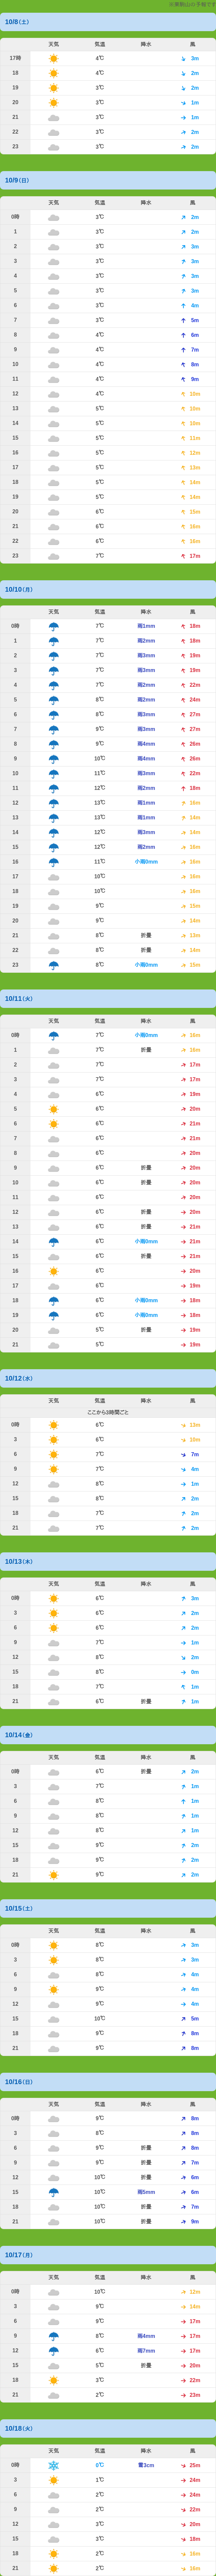 10/8(土)
天気 気温 降水 風
17時 4℃ 3m
18 4℃ 2m
19 3℃ 2m
20 3℃ 1m
21 3℃ 1m
22 3℃ 2m
23 3℃ 2m
10/9(日)
天気 気温 降水 風
0時 3℃ 2m
1 3℃ 2m
2 3℃ 3m
3 3℃ 3m
4 3℃ 3m
5 3℃ 3m
6 3℃ 4m
7 3℃ 5m
8 4℃ 6m
9 4℃ 7m
10 4℃ 8m
11 4℃ 9m
12 4℃ 10m
13 5℃ 10m
14 5℃ 10m
15 5℃ 11m
16 5℃ 12m
17 5℃ 13m
18 5℃ 14m
19 5℃ 14m
20 6℃ 15m
21 6℃ 16m
22 6℃ 16m
23 7℃ 17m
10/10(月)
天気 気温 降水 風
0時 7℃ 雨1mm 18m
1 7℃ 雨2mm 18m
2 7℃ 雨3mm 19m
3 7℃ 雨3mm 19m
4 7℃ 雨2mm 22m
5 8℃ 雨2mm 24m
6 8℃ 雨3mm 27m
7 9℃ 雨3mm 27m
8 9℃ 雨4mm 26m
9 10℃ 雨4mm 26m
10 11℃ 雨3mm 22m
11 12℃ 雨2mm 18m
12 13℃ 雨1mm 16m
13 13℃ 雨1mm 14m
14 12℃ 雨3mm 14m
15 12℃ 雨2mm 16m
16 11℃ 小雨0mm 16m
17 10℃ 16m
18 10℃ 16m
19 9℃ 15m
20 9℃ 14m
21 8℃ 折畳 13m
22 8℃ 折畳 14m
23 8℃ 小雨0mm 15m
10/11(火)
天気 気温 降水 風
0時 7℃ 小雨0mm 16m
1 7℃ 折畳 16m
2 7℃ 17m
3 7℃ 17m
4 6℃ 19m
5 6℃ 20m
6 6℃ 21m
7 6℃ 21m
8 6℃ 20m
9 6℃ 折畳 20m
10 6℃ 折畳 20m
11 6℃ 20m
12 6℃ 折畳 20m
13 6℃ 折畳 21m
14 6℃ 小雨0mm 21m
15 6℃ 折畳 21m
16 6℃ 20m
17 6℃ 19m
18 6℃ 小雨0mm 18m
19 6℃ 小雨0mm 18m
20 5℃ 折畳 19m
21 5℃ 19m
10/12(水)
天気 気温 降水 風
ここから3時間ごと
0時 6℃ 13m
3 6℃ 10m
6 7℃ 7m
9 7℃ 4m
12 8℃ 1m
15 8℃ 2m
18 7℃ 2m
21 7℃ 2m
10/13(木)
天気 気温 降水 風
0時 6℃ 3m
3 6℃ 2m
6 6℃ 2m
9 7℃ 1m
12 8℃ 2m
15 8℃ 0m
18 7℃ 1m
21 6℃ 折畳 1m
10/14(金)
天気 気温 降水 風
0時 6℃ 折畳 2m
3 7℃ 1m
6 8℃ 1m
9 8℃ 1m
12 8℃ 1m
15 9℃ 2m
18 9℃ 2m
21 9℃ 2m
10/15(土)
天気 気温 降水 風
0時 8℃ 3m
3 8℃ 3m
6 8℃ 4m
9 9℃ 4m
12 9℃ 4m
15 10℃ 5m
18 9℃ 8m
21 9℃ 8m
10/16(日)
天気 気温 降水 風
0時 9℃ 8m
3 8℃ 8m
6 9℃ 折畳 8m
9 9℃ 折畳 7m
12 10℃ 折畳 6m
15 10℃ 雨5mm 6m
18 10℃ 折畳 7m
21 10℃ 折畳 9m
10/17(月)
天気 気温 降水 風
0時 10℃ 12m
3 9℃ 14m
6 9℃ 17m
9 8℃ 雨4mm 17m
12 6℃ 雨7mm 17m
15 5℃ 折畳 20m
18 3℃ 22m
21 2℃ 23m
10/18(火)
天気 気温 降水 風
0時 0℃ 雪3cm 25m
3 1℃ 24m
6 2℃ 24m
9 2℃ 22m
12 3℃ 20m
15 3℃ 18m
18 2℃ 16m
21 2℃ 16m